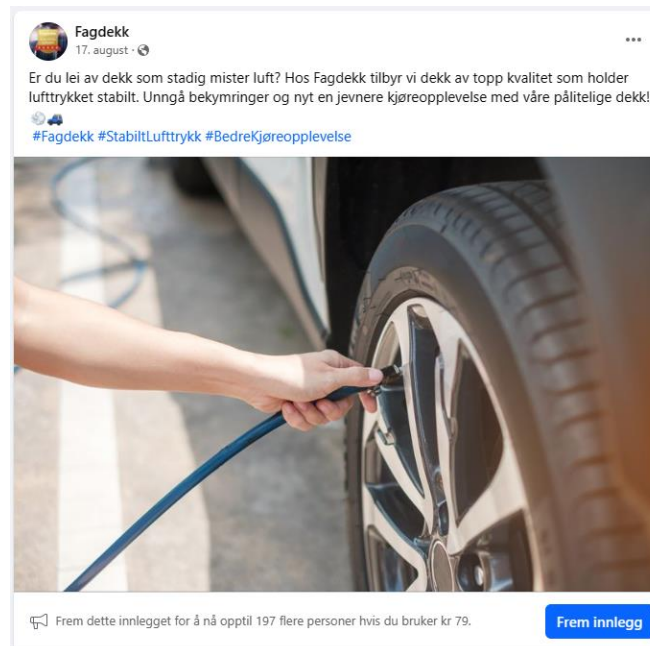 Fagdekk
17. august ·
Er du lei av dekk som stadig mister luft? Hos Fagdekk tilbyr vi dekk av topp kvalitet som holder
lufttrykket stabilt. Unngå bekymringer og nyt en jevnere kjøreopplevelse med våre pålitelige dekk!
#Fagdekk #StabiltLufttrykk #BedreKjøreopplevelse
Frem dette innlegget for å nå opptil 197 flere personer hvis du bruker kr 79.
Frem innlegg